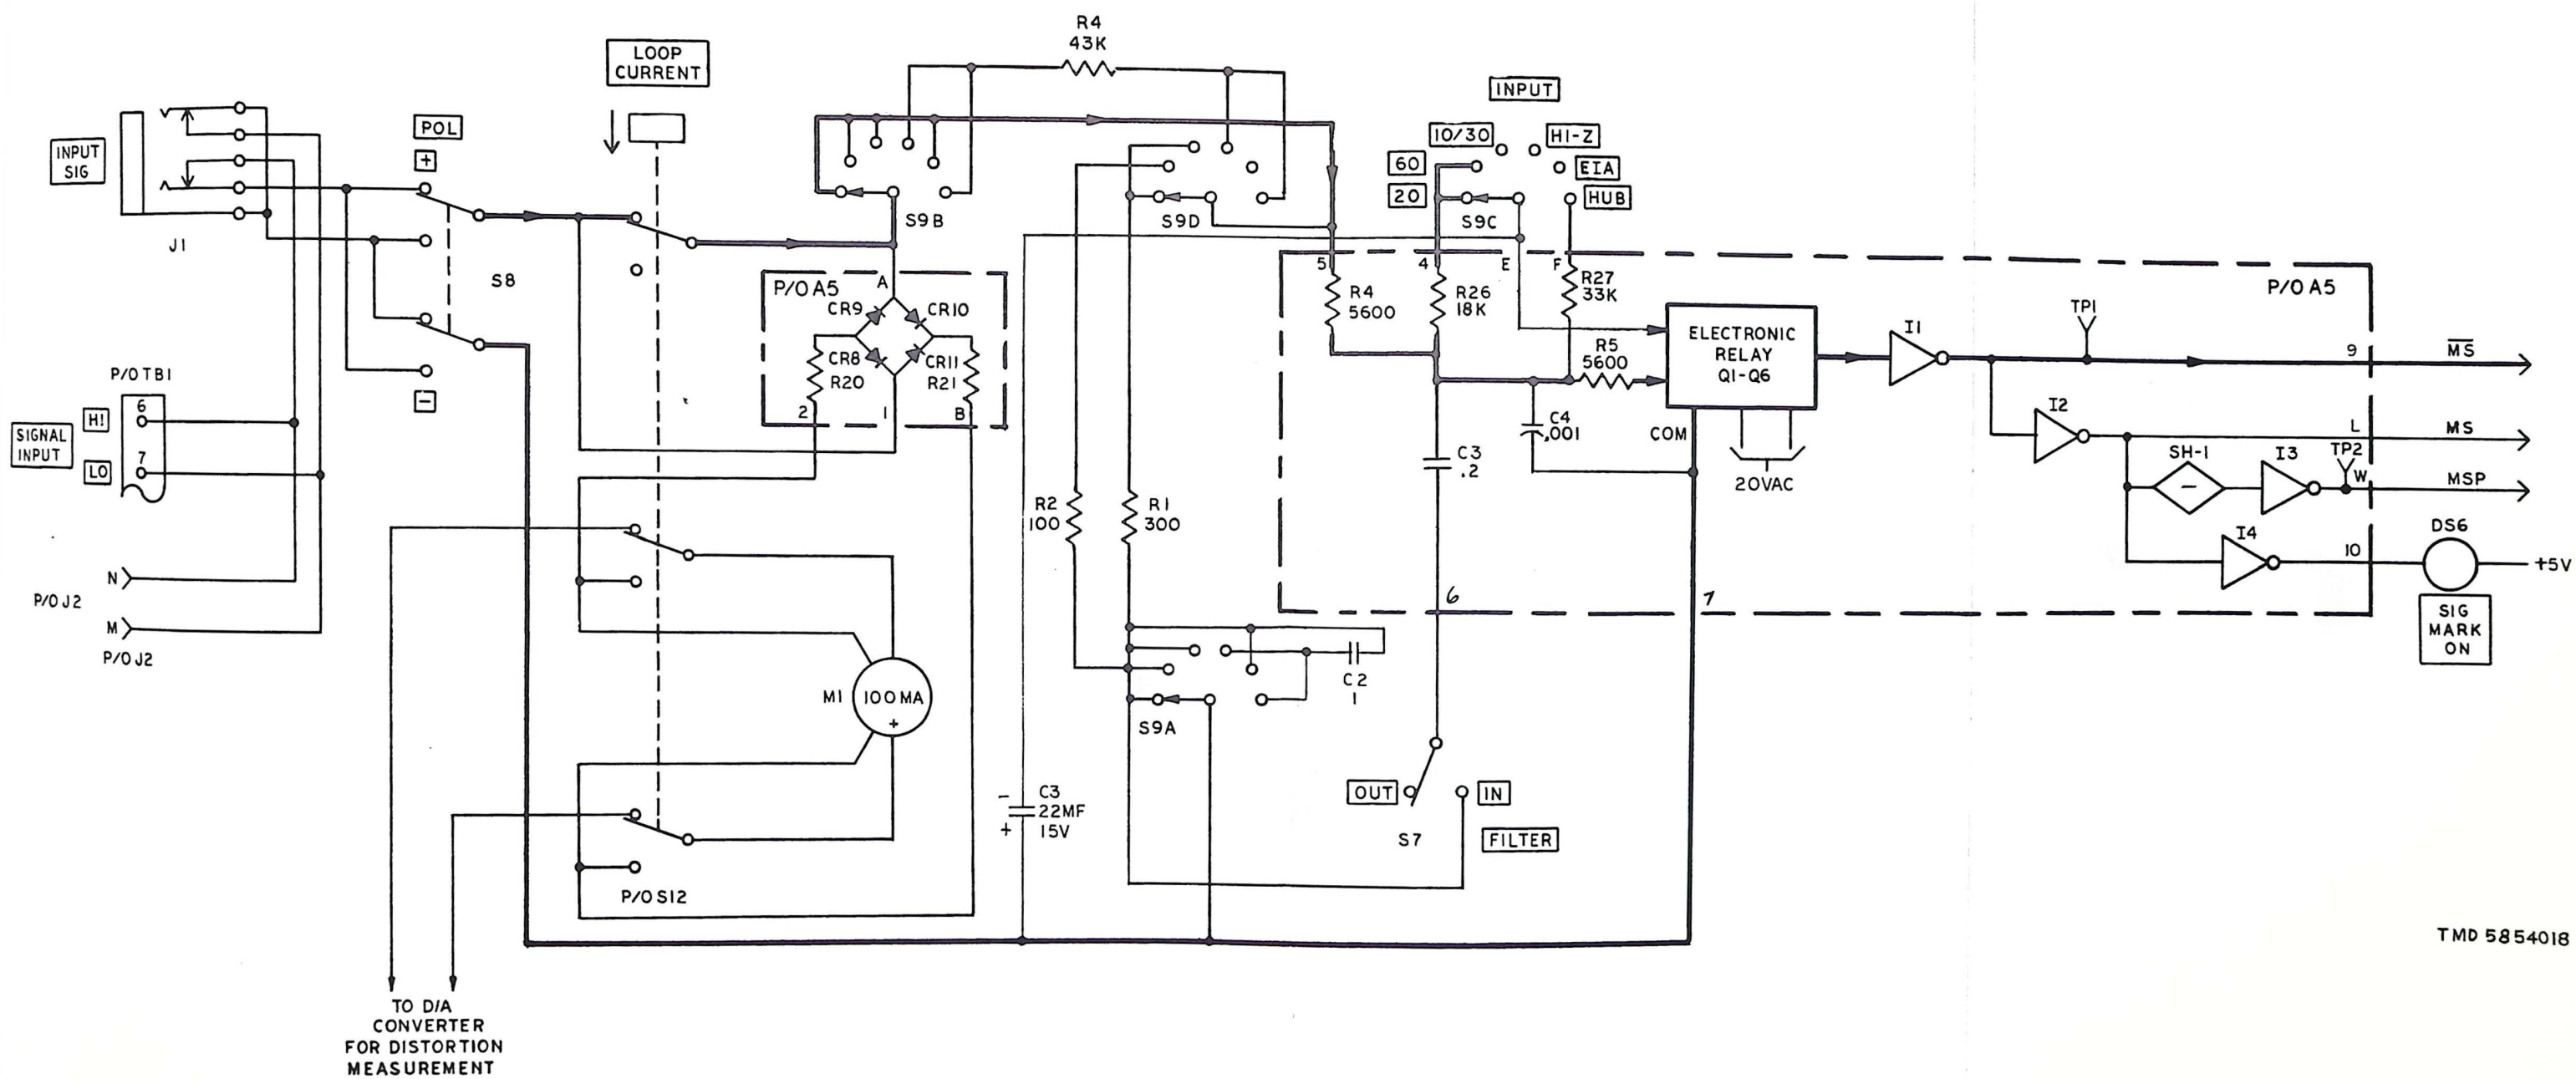 INPUT
SIG
J1
P/O TB1
HI
6
7
LO
SIGNAL
INPUT
N
P/O J2
M
P/O J2
POL
+
S8
−
LOOP
CURRENT
R4
43K
S9B
P/O A5
A
CR9
CR10
CR8
CR11
R20
R21
2
1
B
M1
100 MA
+
P/O S12
TO D/A
CONVERTER
FOR DISTORTION
MEASUREMENT
−
C3
22MF
+
15V
S9D
R2
100
R1
300
S9A
C2
1
INPUT
10/30
HI-Z
60
EIA
20
HUB
S9C
5
4
E
F
R4
5600
R26
18K
R27
33K
R5
5600
C4
.001
C3
.2
6
7
OUT
IN
S7
FILTER
ELECTRONIC
RELAY
Q1-Q6
COM
20VAC
P/O A5
I1
TP1
9
MS
I2
L
MS
SH-1
−
I3
TP2
W
MSP
I4
10
DS6
+5V
SIG
MARK
ON
TMD 5854018